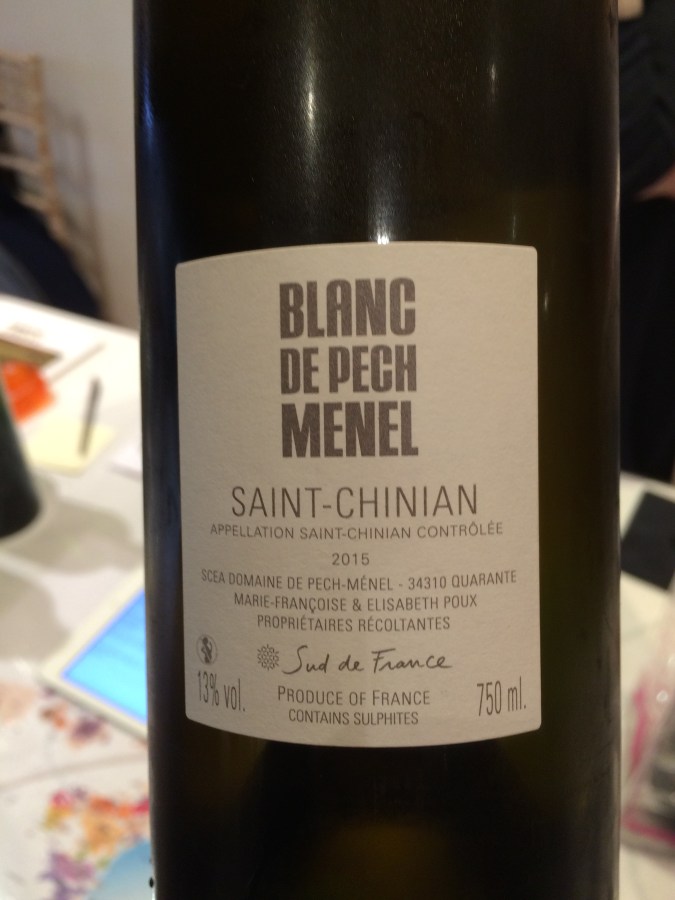 BLANC
DE PECH
MENEL
SAINT-CHINIAN
APPELLATION SAINT-CHINIAN CONTRÔLÉE
2015
SCEA DOMAINE DE PECH-MÉNEL - 34310 QUARANTE
MARIE-FRANÇOISE & ELISABETH POUX
PROPRIÉTAIRES RÉCOLTANTES
Sud de France
13% vol. PRODUCE OF FRANCE 750 ml.
CONTAINS SULPHITES